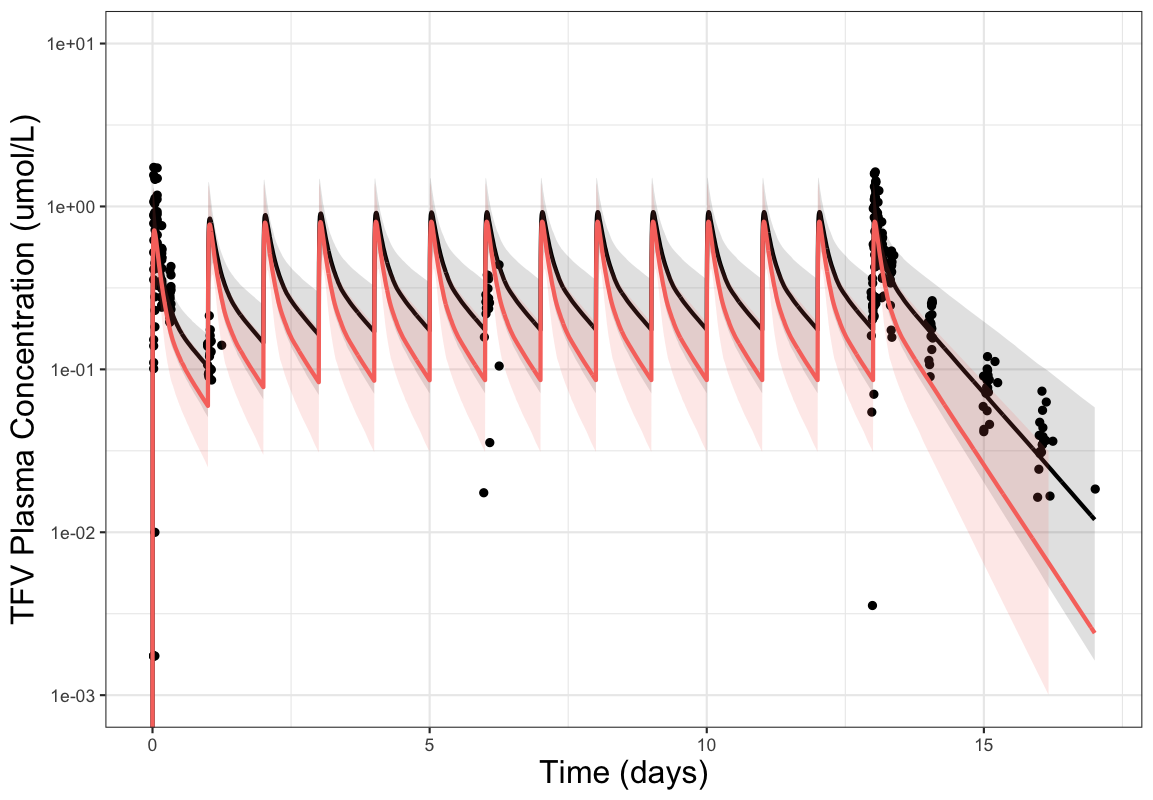 TFV Plasma Concentration (umol/L)
1e+01
1e+00
1e-01
1e-02
1e-03
0 5 10 15
Time (days)